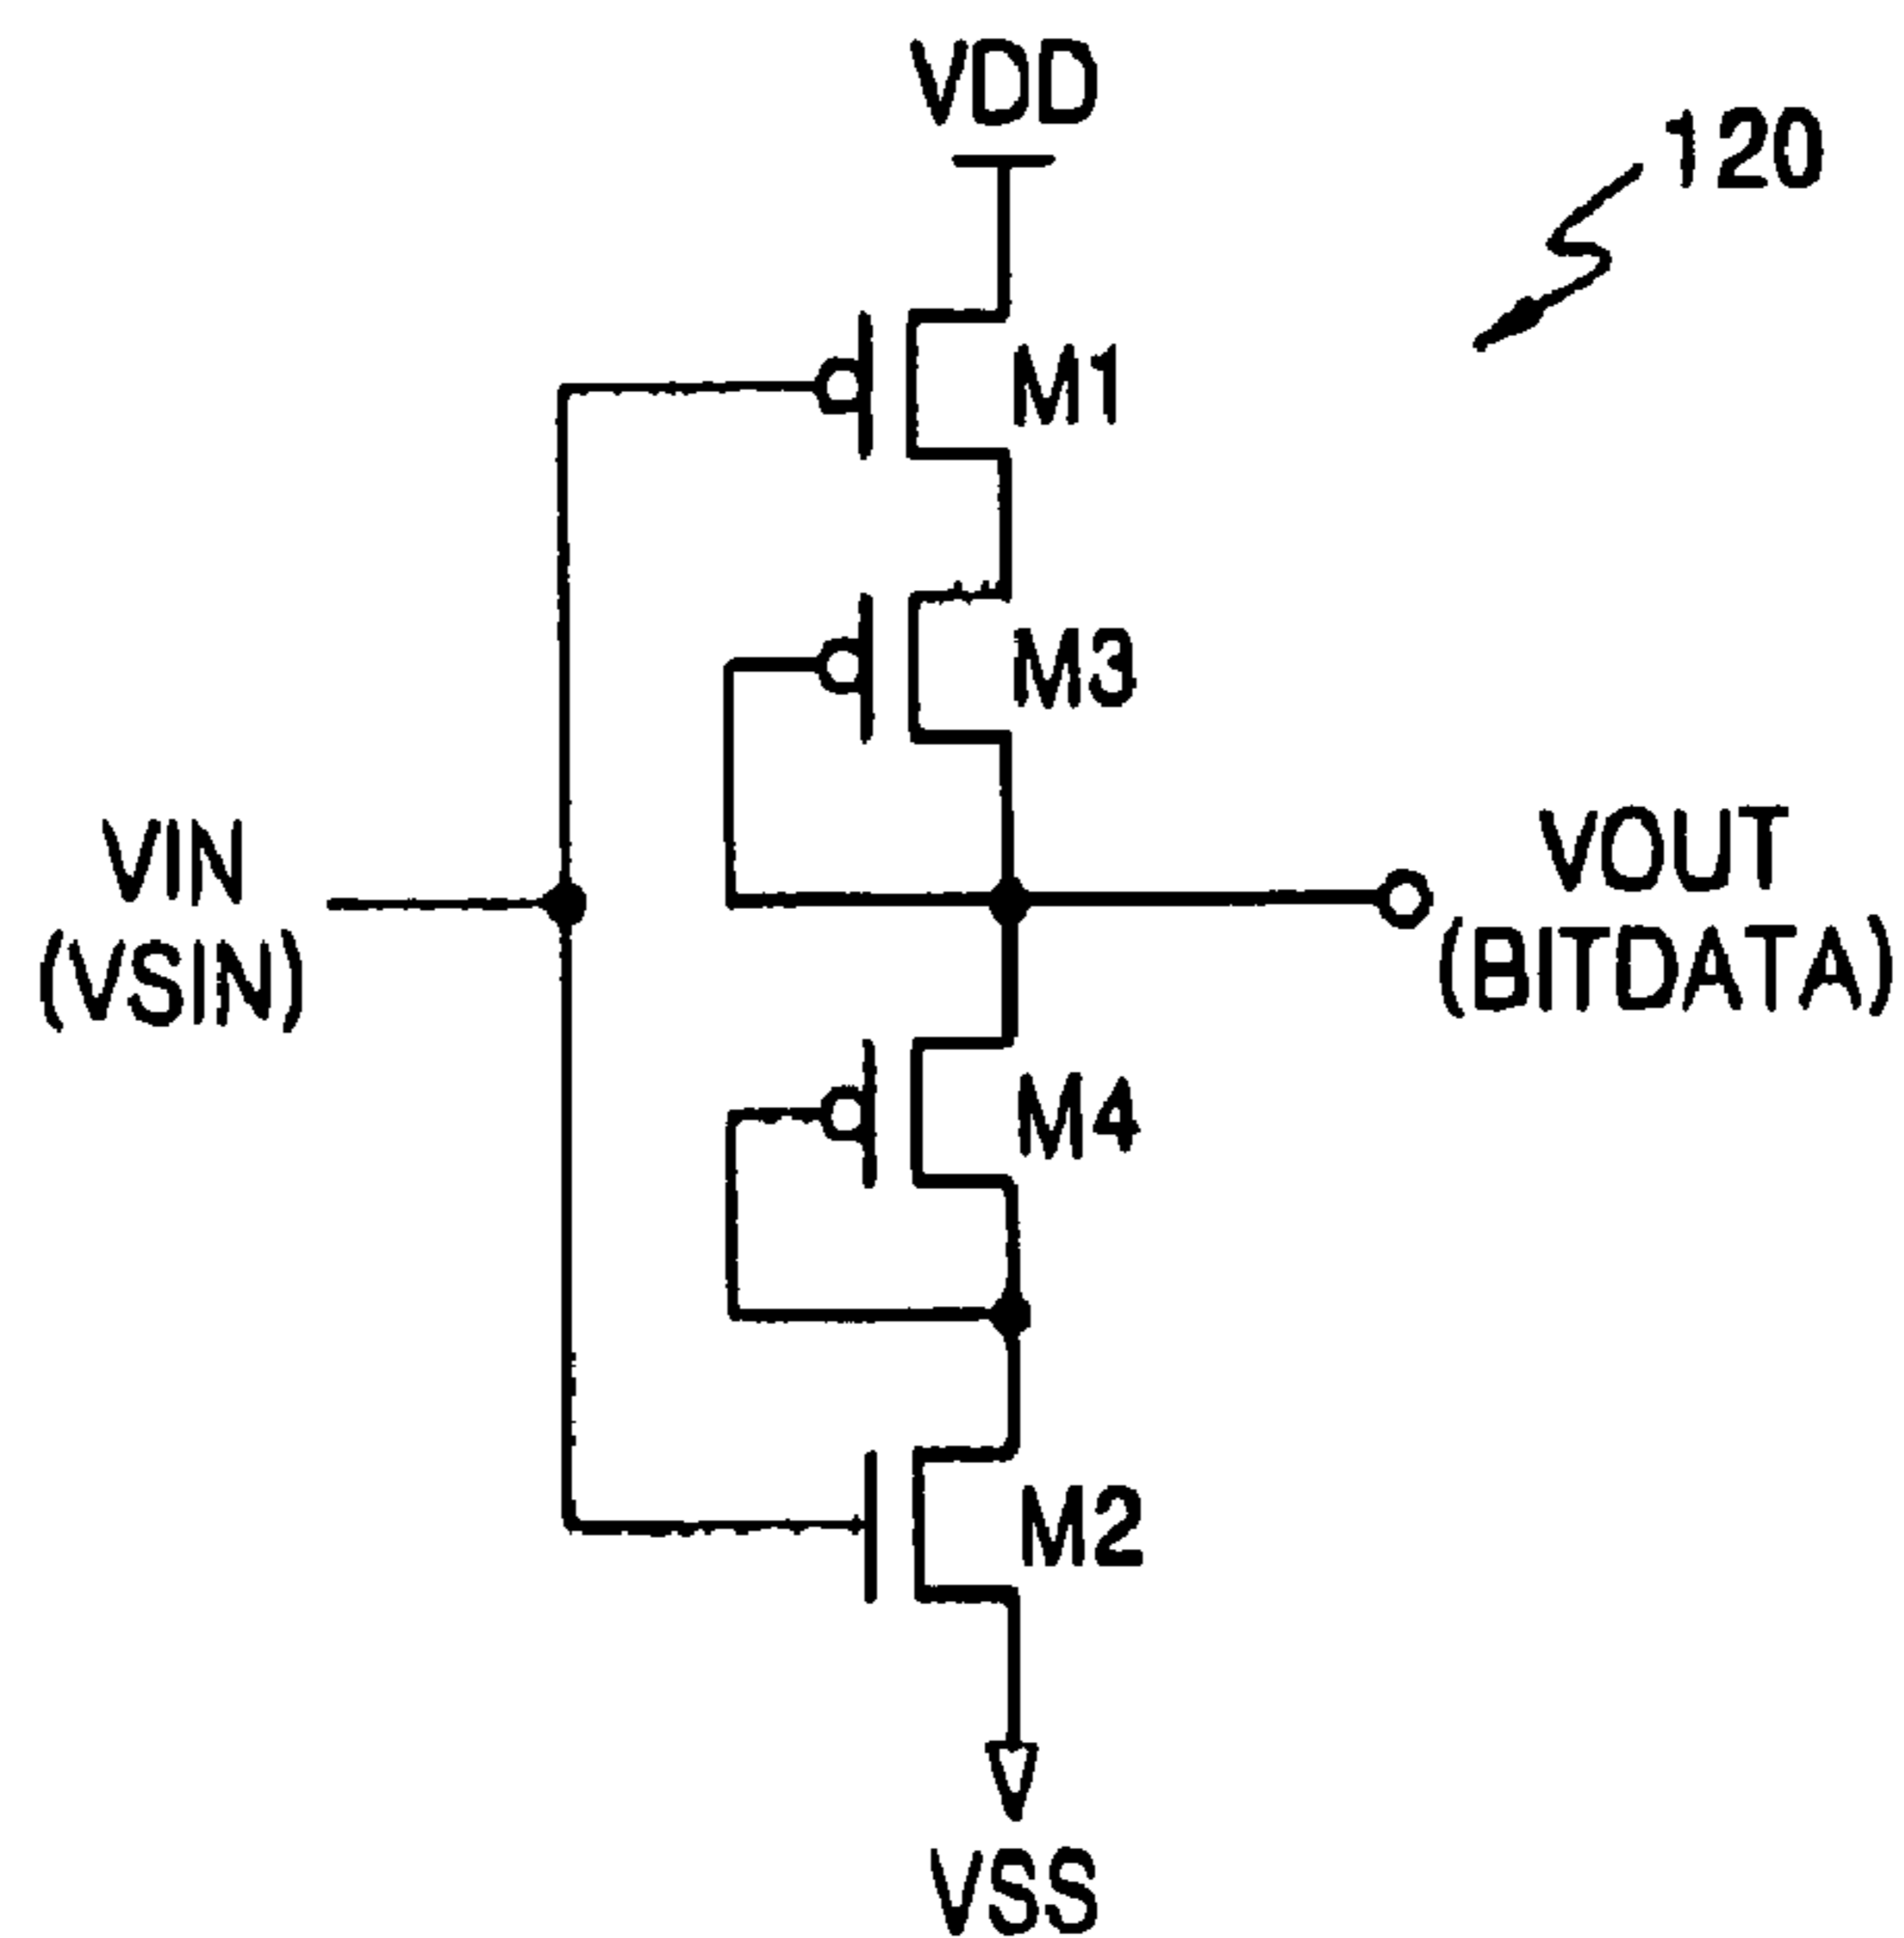 VDD
120
M1
M3
VIN
(VSIN)
VOUT
(BITDATA)
M4
M2
VSS